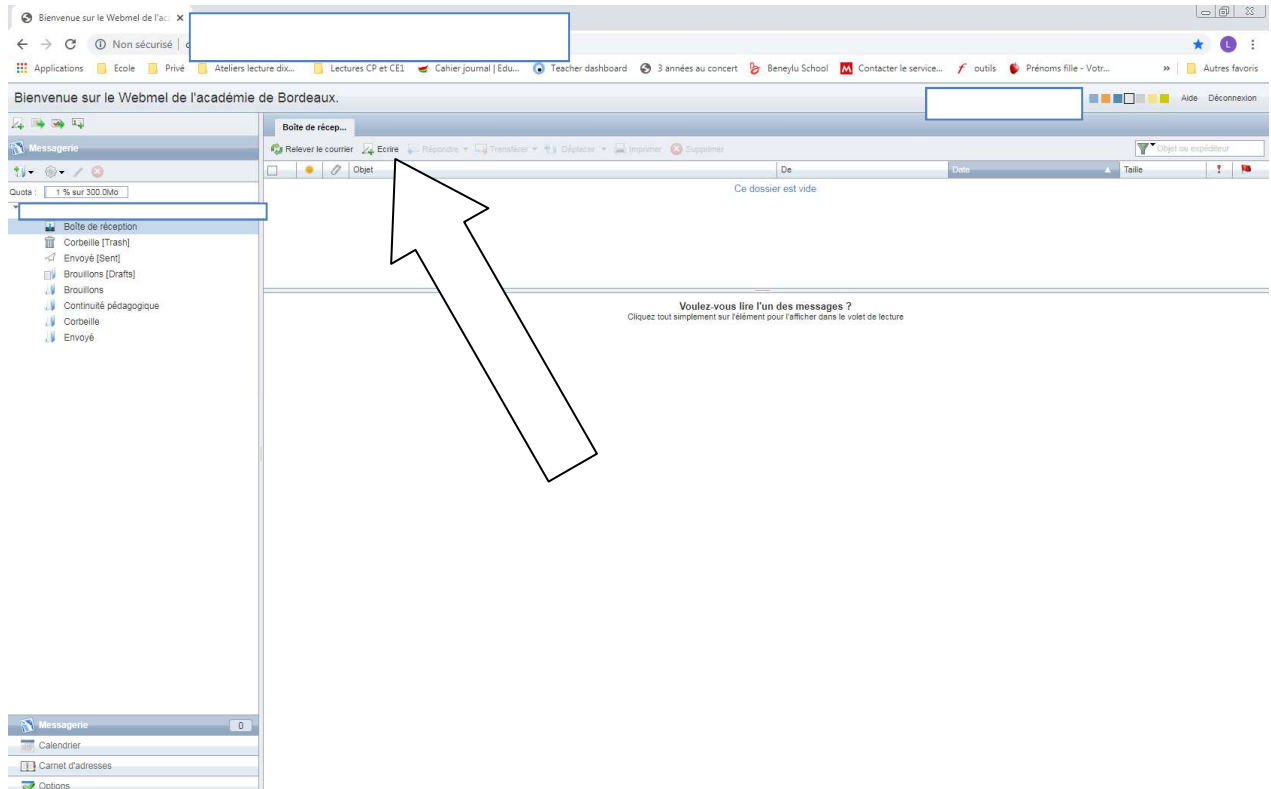 Bienvenue sur le Webmel de l'aca
Non sécurisé
Applications Ecole Privé Ateliers lecture dix... Lectures CP et CE1 Cahier journal | Edu... Teacher dashboard 3 années au concert Beneylu School Contacter le service... outils Prénoms fille - Votr... » Autres favoris
Bienvenue sur le Webmel de l'académie de Bordeaux.
Aide Déconnexion
Boîte de récep...
Messagerie
Relever le courrier Ecrire Répondre Transférer Déplacer Imprimer Supprimer
Objet ou expéditeur
Objet De Date Taille
Quota : 1 % sur 300.0Mo
Ce dossier est vide
Boîte de réception
Corbeille [Trash]
Envoyé [Sent]
Brouillons [Drafts]
Brouillons
Continuité pédagogique
Corbeille
Envoyé
Voulez-vous lire l'un des messages ?
Cliquez tout simplement sur l'élément pour l'afficher dans le volet de lecture
Messagerie 0
Calendrier
Carnet d'adresses
Options